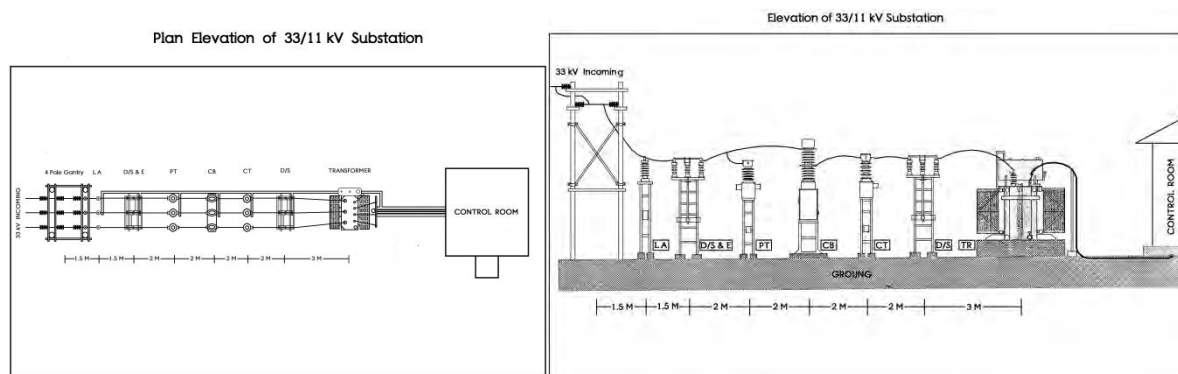 Plan Elevation of 33/11 kV Substation
4 Pole Gantry L A D/S & E PT CB CT D/S TRANSFORMER
33 kV INCOMING
CONTROL ROOM
1.5 M 1.5 M 2 M 2 M 2 M 2 M 3 M
Elevation of 33/11 kV Substation
33 kV Incoming
CONTROL ROOM
LA D/S & E PT CB CT D/S TR
GROUNG
1.5 M 1.5 M 2 M 2 M 2 M 2 M 3 M